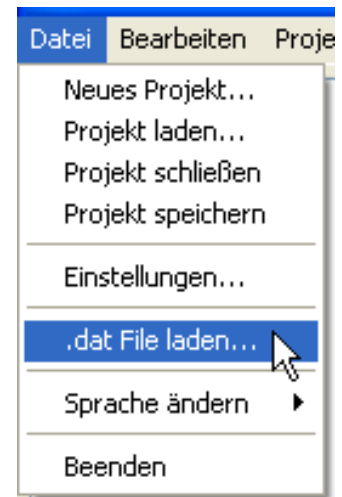 Datei Bearbeiten Proje
Neues Projekt...
Projekt laden...
Projekt schließen
Projekt speichern
Einstellungen...
.dat File laden...
Sprache ändern
Beenden